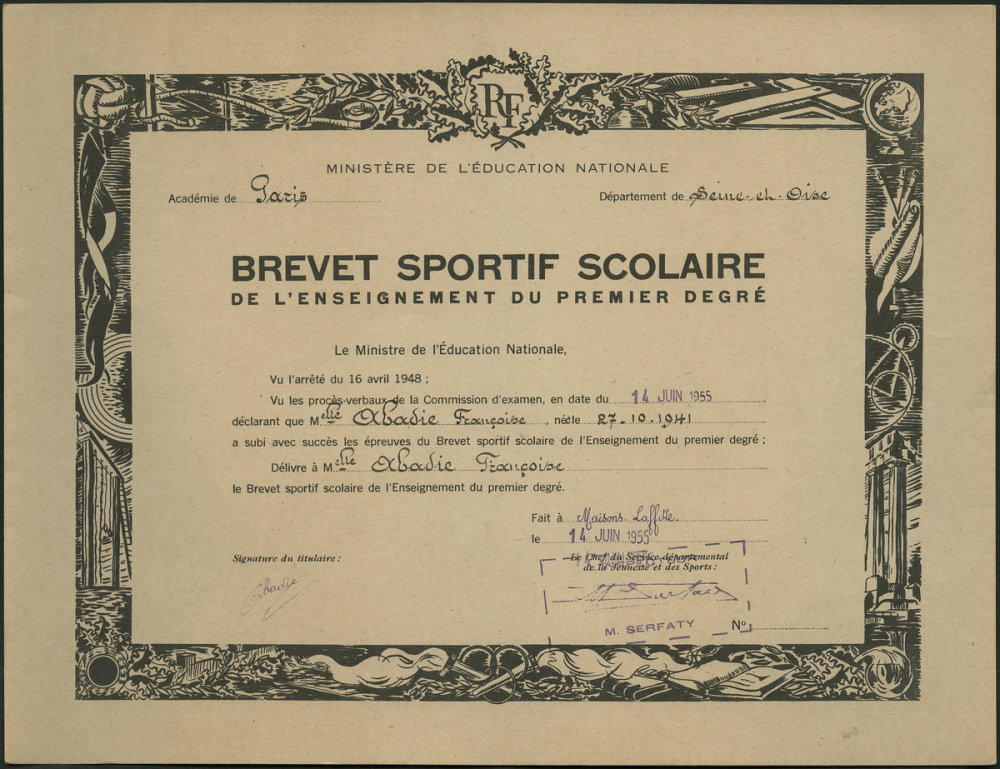 RF
MINISTÈRE DE L'ÉDUCATION NATIONALE
Académie de Paris Département de Seine-et-Oise
BREVET SPORTIF SCOLAIRE
DE L'ENSEIGNEMENT DU PREMIER DEGRÉ
Le Ministre de l'Éducation Nationale,
Vu l'arrêté du 16 avril 1948 ;
Vu les procès-verbaux de la Commission d'examen, en date du 14 JUIN 1955
déclarant que Melle Abadie Françoise, né(e le 27-10-1941
a subi avec succès les épreuves du Brevet sportif scolaire de l'Enseignement du premier degré ;
Délivre à Melle Abadie Françoise
le Brevet sportif scolaire de l'Enseignement du premier degré.
Fait à Maisons-Laffitte.
le 14 JUIN 1955
Signature du titulaire : Le Chef du Service départemental
de la Jeunesse et des Sports :
Abadie
M. SERFATY No